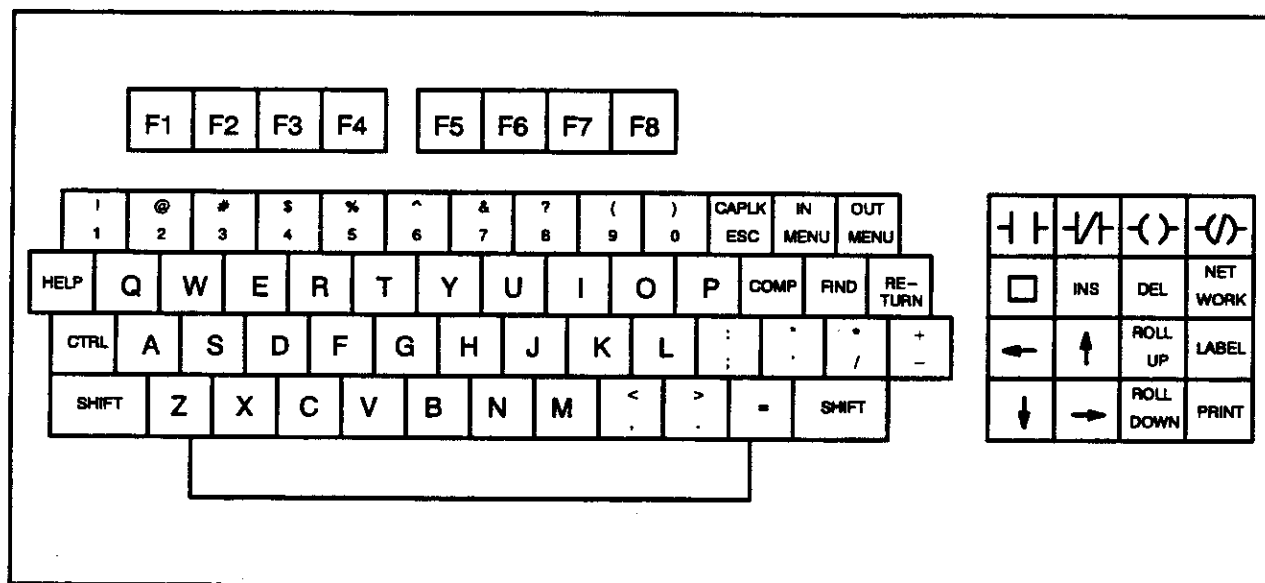 F1 F2 F3 F4 F5 F6 F7 F8
! @ # $ % ^ & ? ( ) CAPLK IN OUT
1 2 3 4 5 6 7 8 9 0 ESC MENU MENU
HELP Q W E R T Y U I O P COMP FIND RE-
TURN
CTRL A S D F G H J K L : " * +
; ' / -
SHIFT Z X C V B N M < > = SHIFT
, .
INS DEL NET
WORK
ROLL
UP LABEL
ROLL
DOWN PRINT